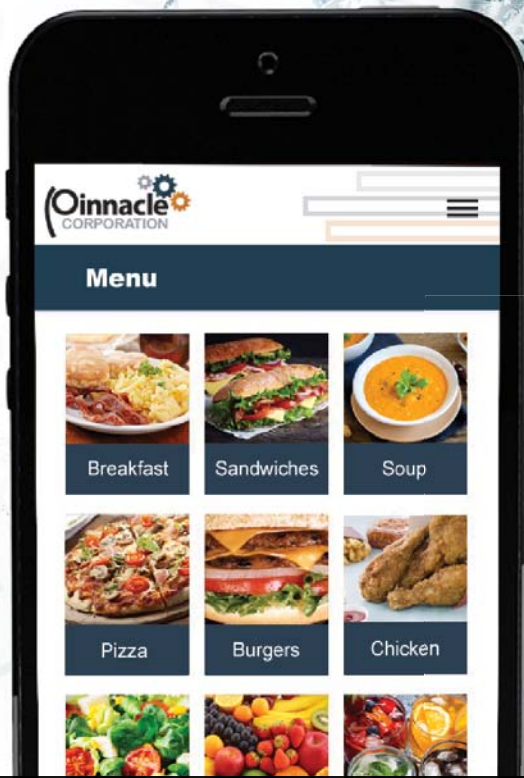 Pinnacle
CORPORATION
Menu
Breakfast
Sandwiches
Soup
Pizza
Burgers
Chicken